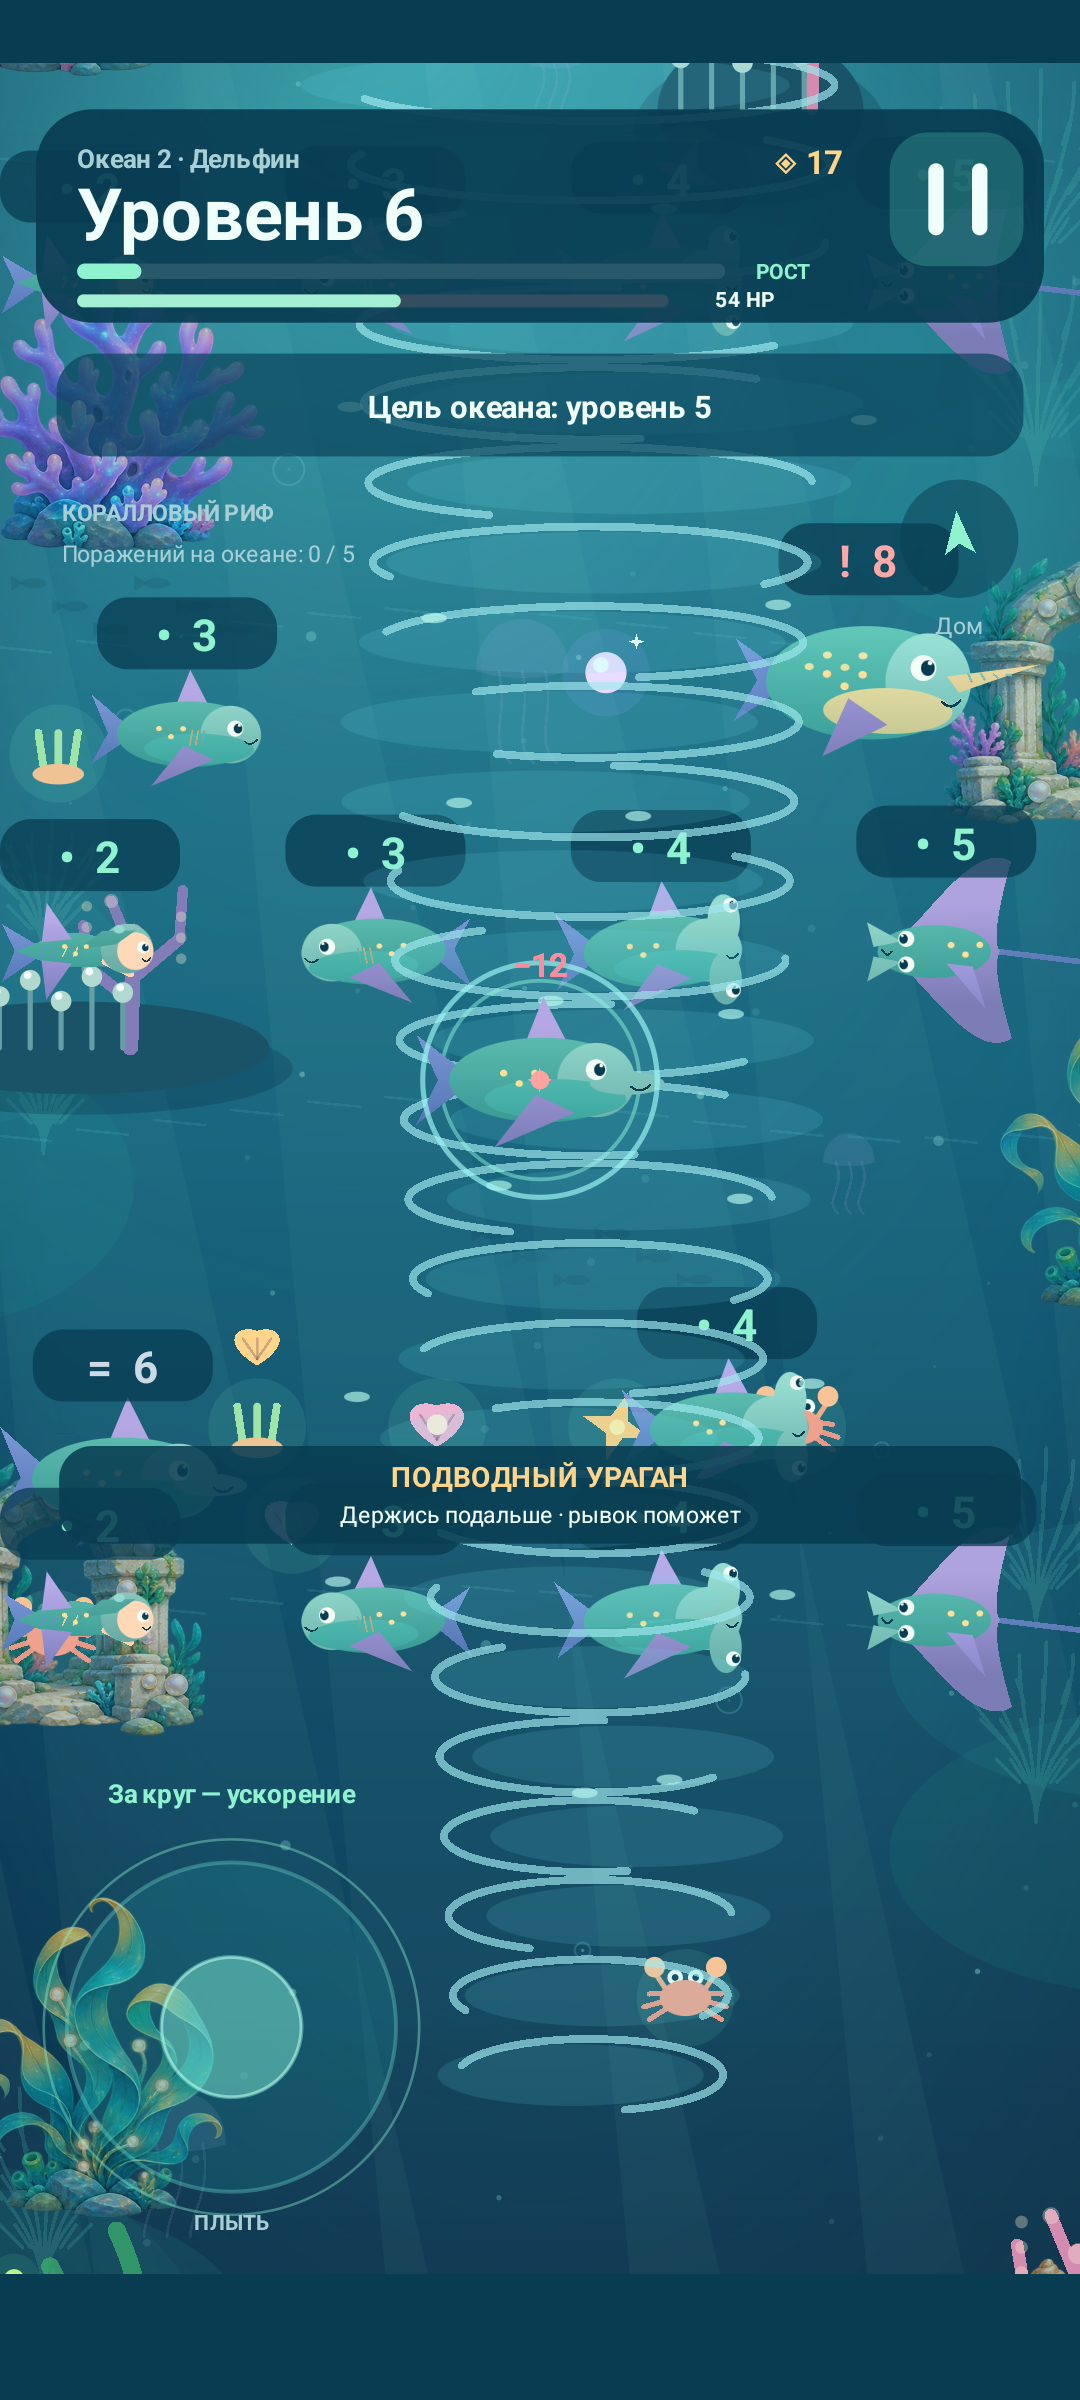 Океан 2 · Дельфин
17
Уровень 6
РОСТ
54 HP
Цель океана: уровень 5
КОРАЛЛОВЫЙ РИФ
Поражений на океане: 0 / 5
! 8
Дом
• 3
• 2
• 3
• 4
• 5
−12
• 4
= 6
ПОДВОДНЫЙ УРАГАН
Держись подальше · рывок поможет
• 2
3
4
• 5
За круг — ускорение
ПЛЫТЬ